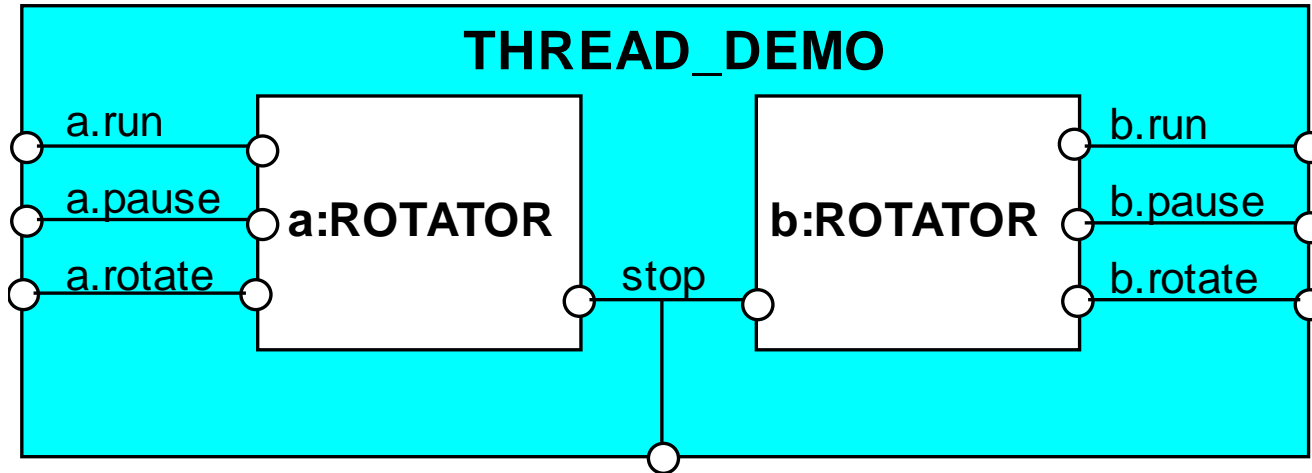 THREAD_DEMO
a.run
a.pause
a.rotate
a:ROTATOR
stop
b:ROTATOR
b.run
b.pause
b.rotate